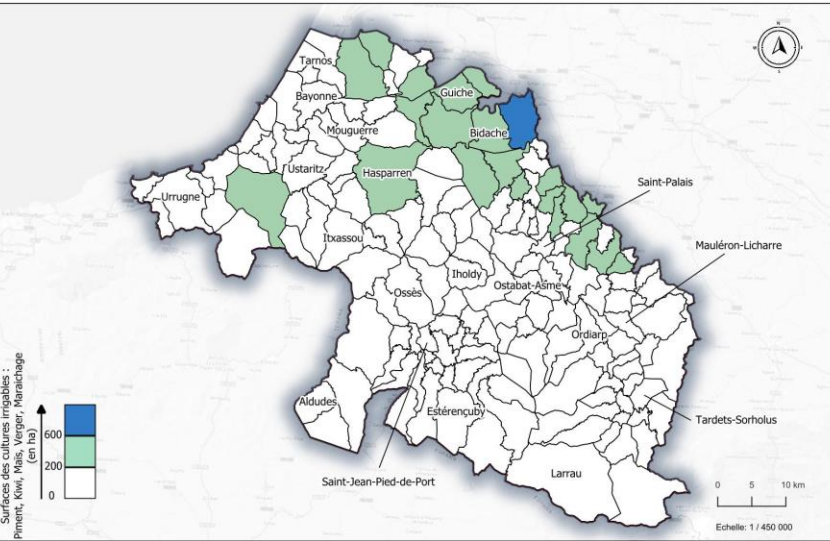 N
E
S
Tarnos
Guiche
Bayonne
Mouguerre
Bidache
Ustaritz
Hasparren
Saint-Palais
Urrugne
Itxassou
Mauléron-Licharre
Iholdy
Ostabat-Asme
Ossès
Ordiarp
Aldudes
Estérençuby
Tardets-Sorholus
Saint-Jean-Pied-de-Port
Larrau
Surfaces des cultures irrigables :
Piment, Kiwi, Maïs, Verger, Maraichage
(en ha)
600
200
0
0 5 10 km
Echelle: 1 / 450 000